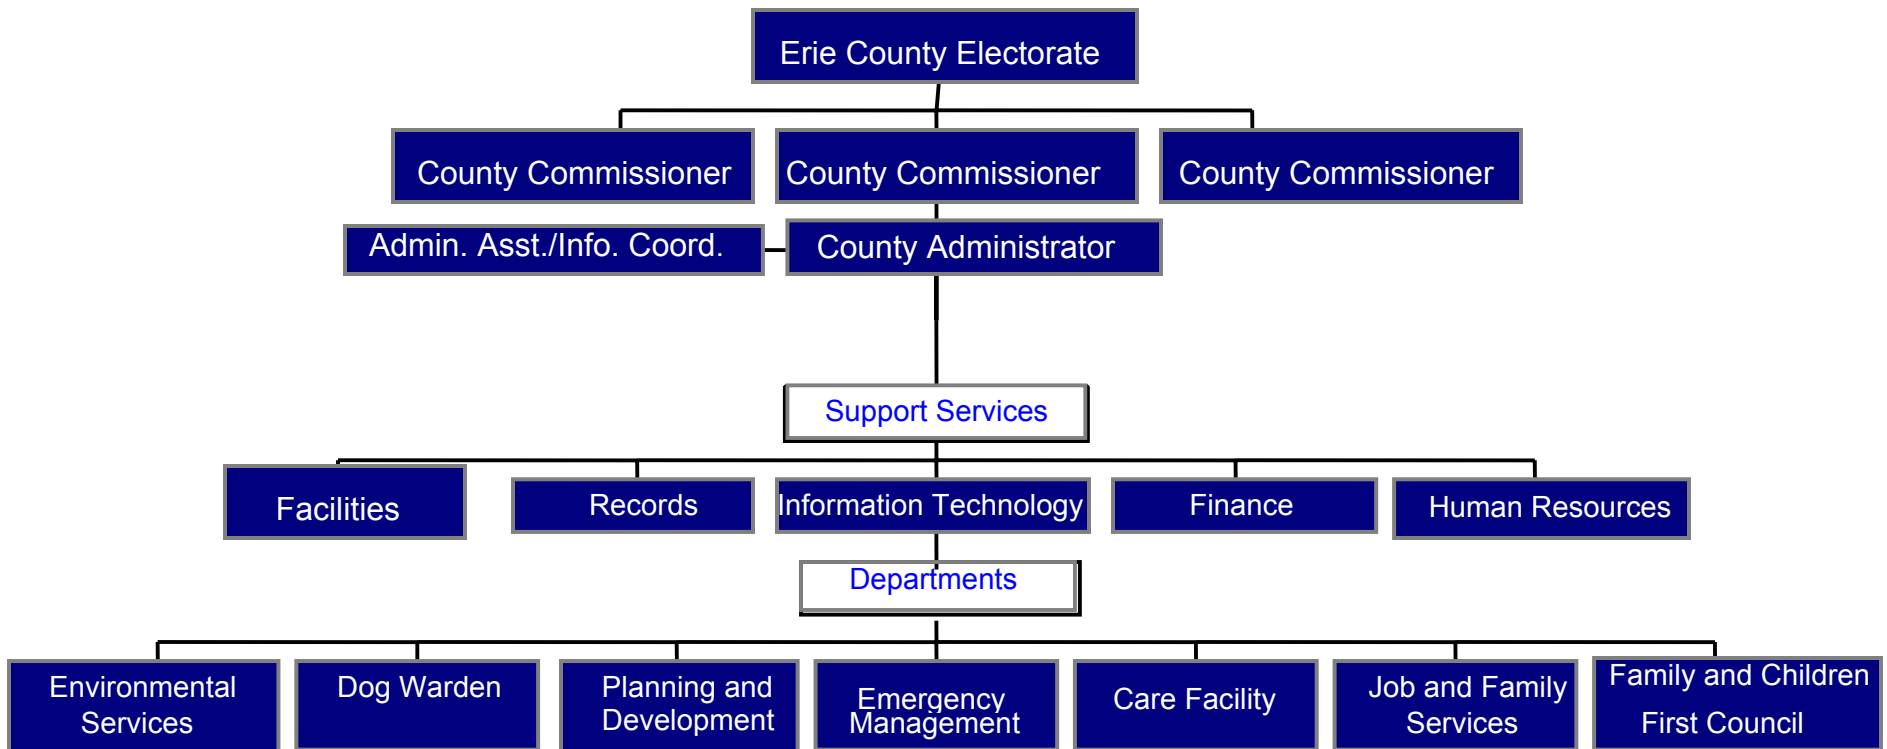 Erie County Electorate
County Commissioner
County Commissioner
County Commissioner
Admin. Asst./Info. Coord.
County Administrator
Support Services
Facilities
Records
Information Technology
Finance
Human Resources
Departments
Environmental
Services
Dog Warden
Planning and
Development
Emergency
Management
Care Facility
Job and Family
Services
Family and Children
First Council